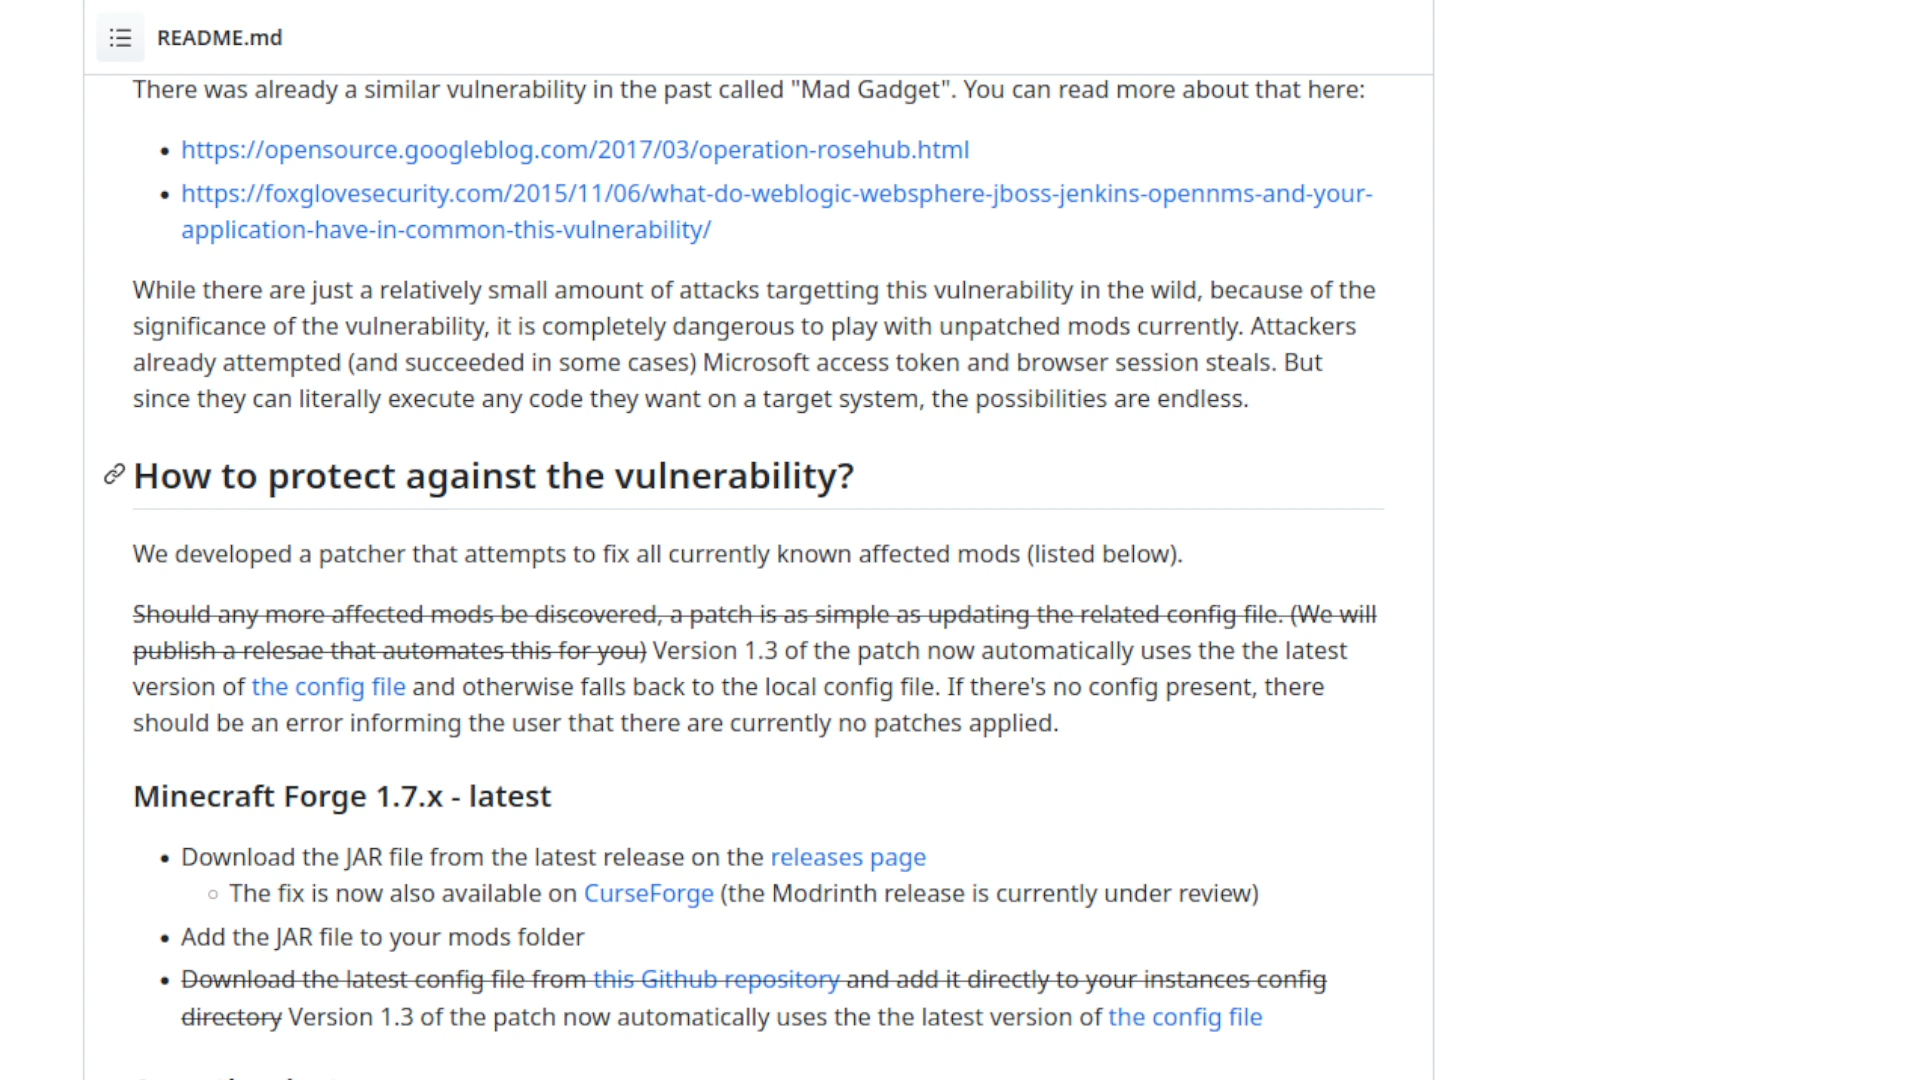 README.md
There was already a similar vulnerability in the past called "Mad Gadget". You can read more about that here:
https://opensource.googleblog.com/2017/03/operation-rosehub.html
https://foxglovesecurity.com/2015/11/06/what-do-weblogic-websphere-jboss-jenkins-opennms-and-your-
application-have-in-common-this-vulnerability/
While there are just a relatively small amount of attacks targetting this vulnerability in the wild, because of the
significance of the vulnerability, it is completely dangerous to play with unpatched mods currently. Attackers
already attempted (and succeeded in some cases) Microsoft access token and browser session steals. But
since they can literally execute any code they want on a target system, the possibilities are endless.
How to protect against the vulnerability?
We developed a patcher that attempts to fix all currently known affected mods (listed below).
Should any more affected mods be discovered, a patch is as simple as updating the related config file. (We will
publish a relesae that automates this for you) Version 1.3 of the patch now automatically uses the the latest
version of the config file and otherwise falls back to the local config file. If there's no config present, there
should be an error informing the user that there are currently no patches applied.
Minecraft Forge 1.7.x - latest
Download the JAR file from the latest release on the releases page
The fix is now also available on CurseForge (the Modrinth release is currently under review)
Add the JAR file to your mods folder
Download the latest config file from this Github repository and add it directly to your instances config
directory Version 1.3 of the patch now automatically uses the the latest version of the config file